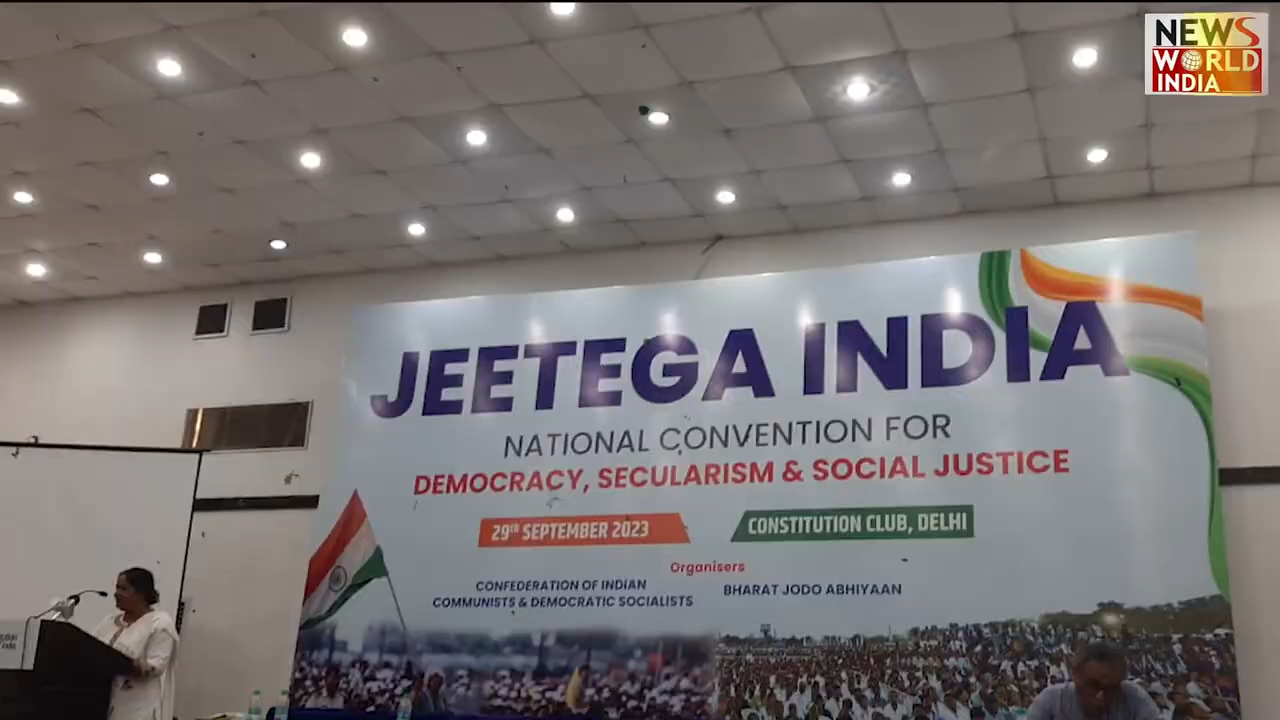 NEWS
WORLD
INDIA
JEETEGA INDIA
NATIONAL CONVENTION FOR
DEMOCRACY, SECULARISM & SOCIAL JUSTICE
29TH SEPTEMBER 2023
CONSTITUTION CLUB, DELHI
Organisers
CONFEDERATION OF INDIAN
COMMUNISTS & DEMOCRATIC SOCIALISTS
BHARAT JODO ABHIYAAN